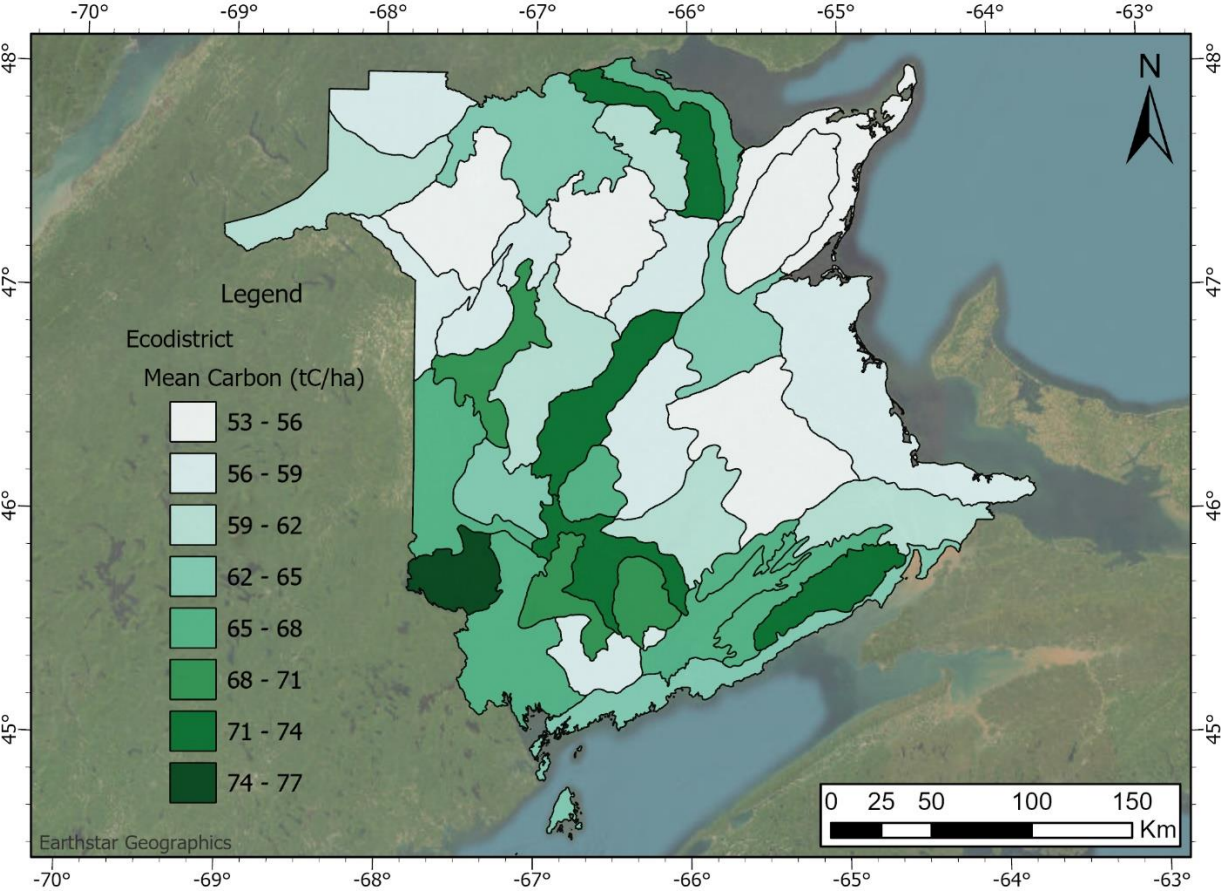 -70° -69° -68° -67° -66° -65° -64° -63°
48° 48°
N
47° 47°
Legend
Ecodistrict
Mean Carbon (tC/ha)
53 - 56
56 - 59
59 - 62
62 - 65
65 - 68
68 - 71
71 - 74
74 - 77
46° 46°
45° 45°
0 25 50 100 150
Km
Earthstar Geographics
-70° -69° -68° -67° -66° -65° -64° -63°